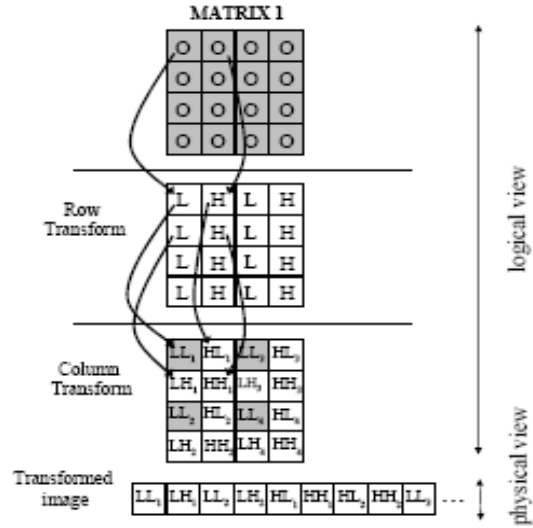 MATRIX 1
O O O O
O O O O
O O O O
O O O O
Row
Transform
L H L H
L H L H
L H L H
L H L H
logical view
Column
Transform
LL₁ HL₁ LL₃ HL₃
LH₁ HH₁ LH₃ HH₃
LL₂ HL₂ LL₄ HL₄
LH₂ HH₂ LH₄ HH₄
Transformed
image
LL₁ LH₁ LL₂ LH₂ HL₁ HH₁ HL₂ HH₂ LL₃ ...
physical view